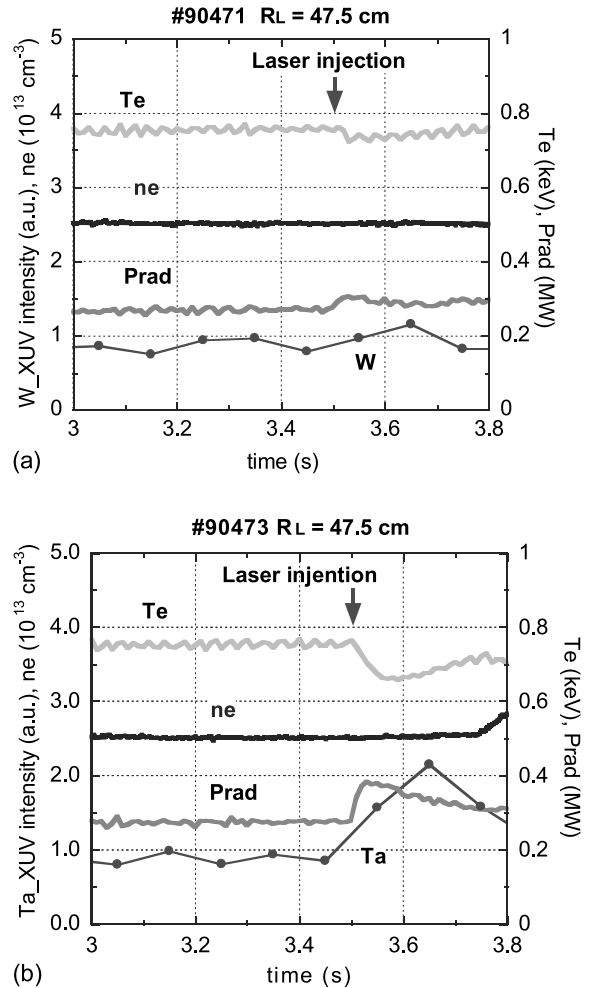 #90471 RL = 47.5 cm
W_XUV intensity (a.u.), ne (10 13 cm-3)
5
4
3
2
1
0
Laser injection
Te
ne
Prad
W
1
0.8
0.6
0.4
0.2
0
Te (keV), Prad (MW)
3 3.2 3.4 3.6 3.8
time (s)
(a)
#90473 RL = 47.5 cm
Ta_XUV intensity (a.u.), ne (10 13 cm-3)
5.0
4.0
3.0
2.0
1.0
0.0
Laser injention
Te
ne
Prad
Ta
1
0.8
0.6
0.4
0.2
0
Te (keV), Prad (MW)
3 3.2 3.4 3.6 3.8
time (s)
(b)